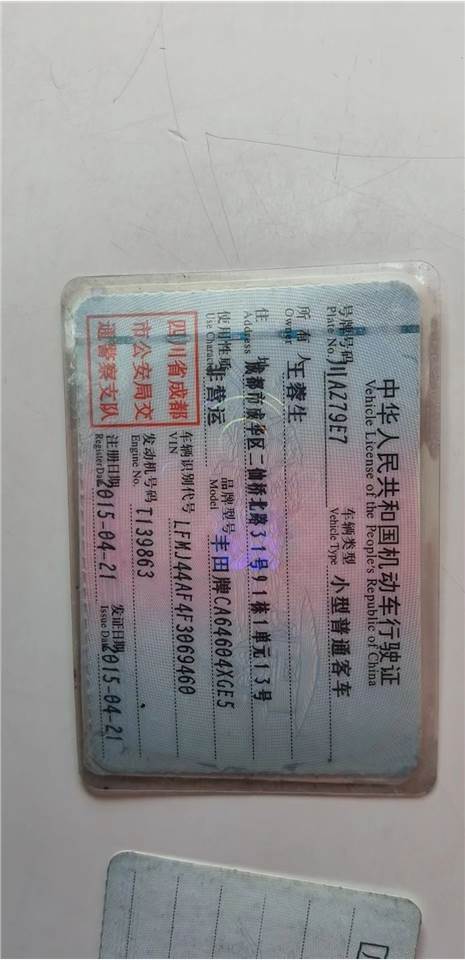 中华人民共和国机动车行驶证
Vehicle License of the People's Republic of China
号牌号码 川AZ79E7 车辆类型 小型普通客车
Plate No. Vehicle Type
所有人 王蓉生
Owner
住址 成都市成华区二仙桥北路31号91栋1单元13号
Address
使用性质 非营运 品牌型号 丰田牌CA64604XGE5
Use Character Model
四川省成都
市公安局交
通警察支队
车辆识别代号 LFMJ44AF4F3069460
VIN
发动机号码 T139863
Engine No.
注册日期 2015-04-21 发证日期 2015-04-21
Register Date Issue Date